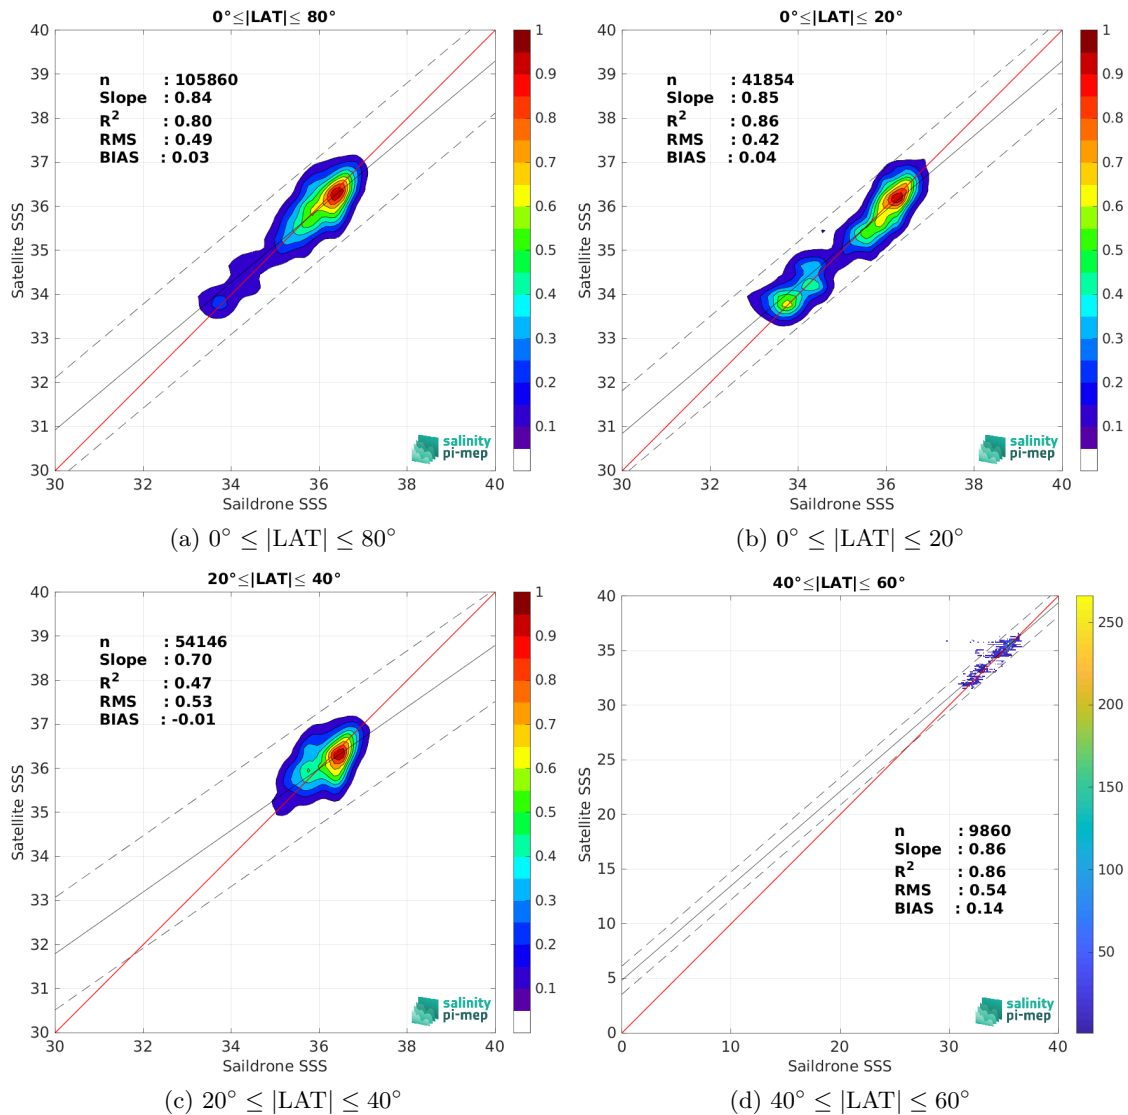 0°≤|LAT|≤ 80°
40
39
38
37
36
35
34
33
32
31
30
Satellite SSS
n : 105860
Slope : 0.84
R² : 0.80
RMS : 0.49
BIAS : 0.03
salinity
pi-mep
30 32 34 36 38 40
Saildrone SSS
1
0.9
0.8
0.7
0.6
0.5
0.4
0.3
0.2
0.1
(a) 0° ≤ |LAT| ≤ 80°
0°≤|LAT|≤ 20°
40
39
38
37
36
35
34
33
32
31
30
Satellite SSS
n : 41854
Slope : 0.85
R² : 0.86
RMS : 0.42
BIAS : 0.04
salinity
pi-mep
30 32 34 36 38 40
Saildrone SSS
1
0.9
0.8
0.7
0.6
0.5
0.4
0.3
0.2
0.1
(b) 0° ≤ |LAT| ≤ 20°
20°≤|LAT|≤ 40°
40
39
38
37
36
35
34
33
32
31
30
Satellite SSS
n : 54146
Slope : 0.70
R² : 0.47
RMS : 0.53
BIAS : -0.01
salinity
pi-mep
30 32 34 36 38 40
Saildrone SSS
1
0.9
0.8
0.7
0.6
0.5
0.4
0.3
0.2
0.1
(c) 20° ≤ |LAT| ≤ 40°
40°≤|LAT|≤ 60°
40
35
30
25
20
15
10
5
0
Satellite SSS
n : 9860
Slope : 0.86
R² : 0.86
RMS : 0.54
BIAS : 0.14
salinity
pi-mep
0 10 20 30 40
Saildrone SSS
250
200
150
100
50
(d) 40° ≤ |LAT| ≤ 60°